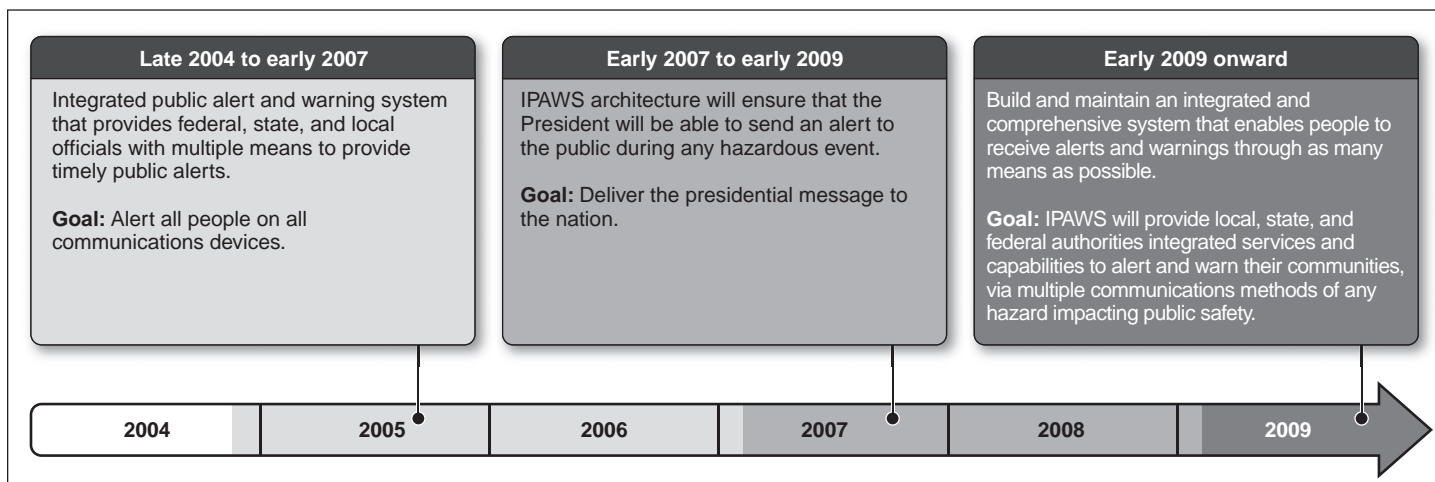 Late 2004 to early 2007
Integrated public alert and warning system
that provides federal, state, and local
officials with multiple means to provide
timely public alerts.
Goal: Alert all people on all
communications devices.
Early 2007 to early 2009
IPAWS architecture will ensure that the
President will be able to send an alert to
the public during any hazardous event.
Goal: Deliver the presidential message to
the nation.
Early 2009 onward
Build and maintain an integrated and
comprehensive system that enables people to
receive alerts and warnings through as many
means as possible.
Goal: IPAWS will provide local, state, and
federal authorities integrated services and
capabilities to alert and warn their communities,
via multiple communications methods of any
hazard impacting public safety.
2004 2005 2006 2007 2008 2009